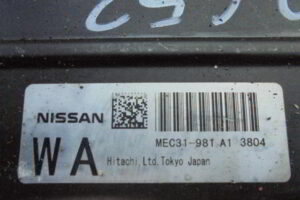 NISSAN
MEC31-981 A1 3804
WA
Hitachi, Ltd. Tokyo Japan